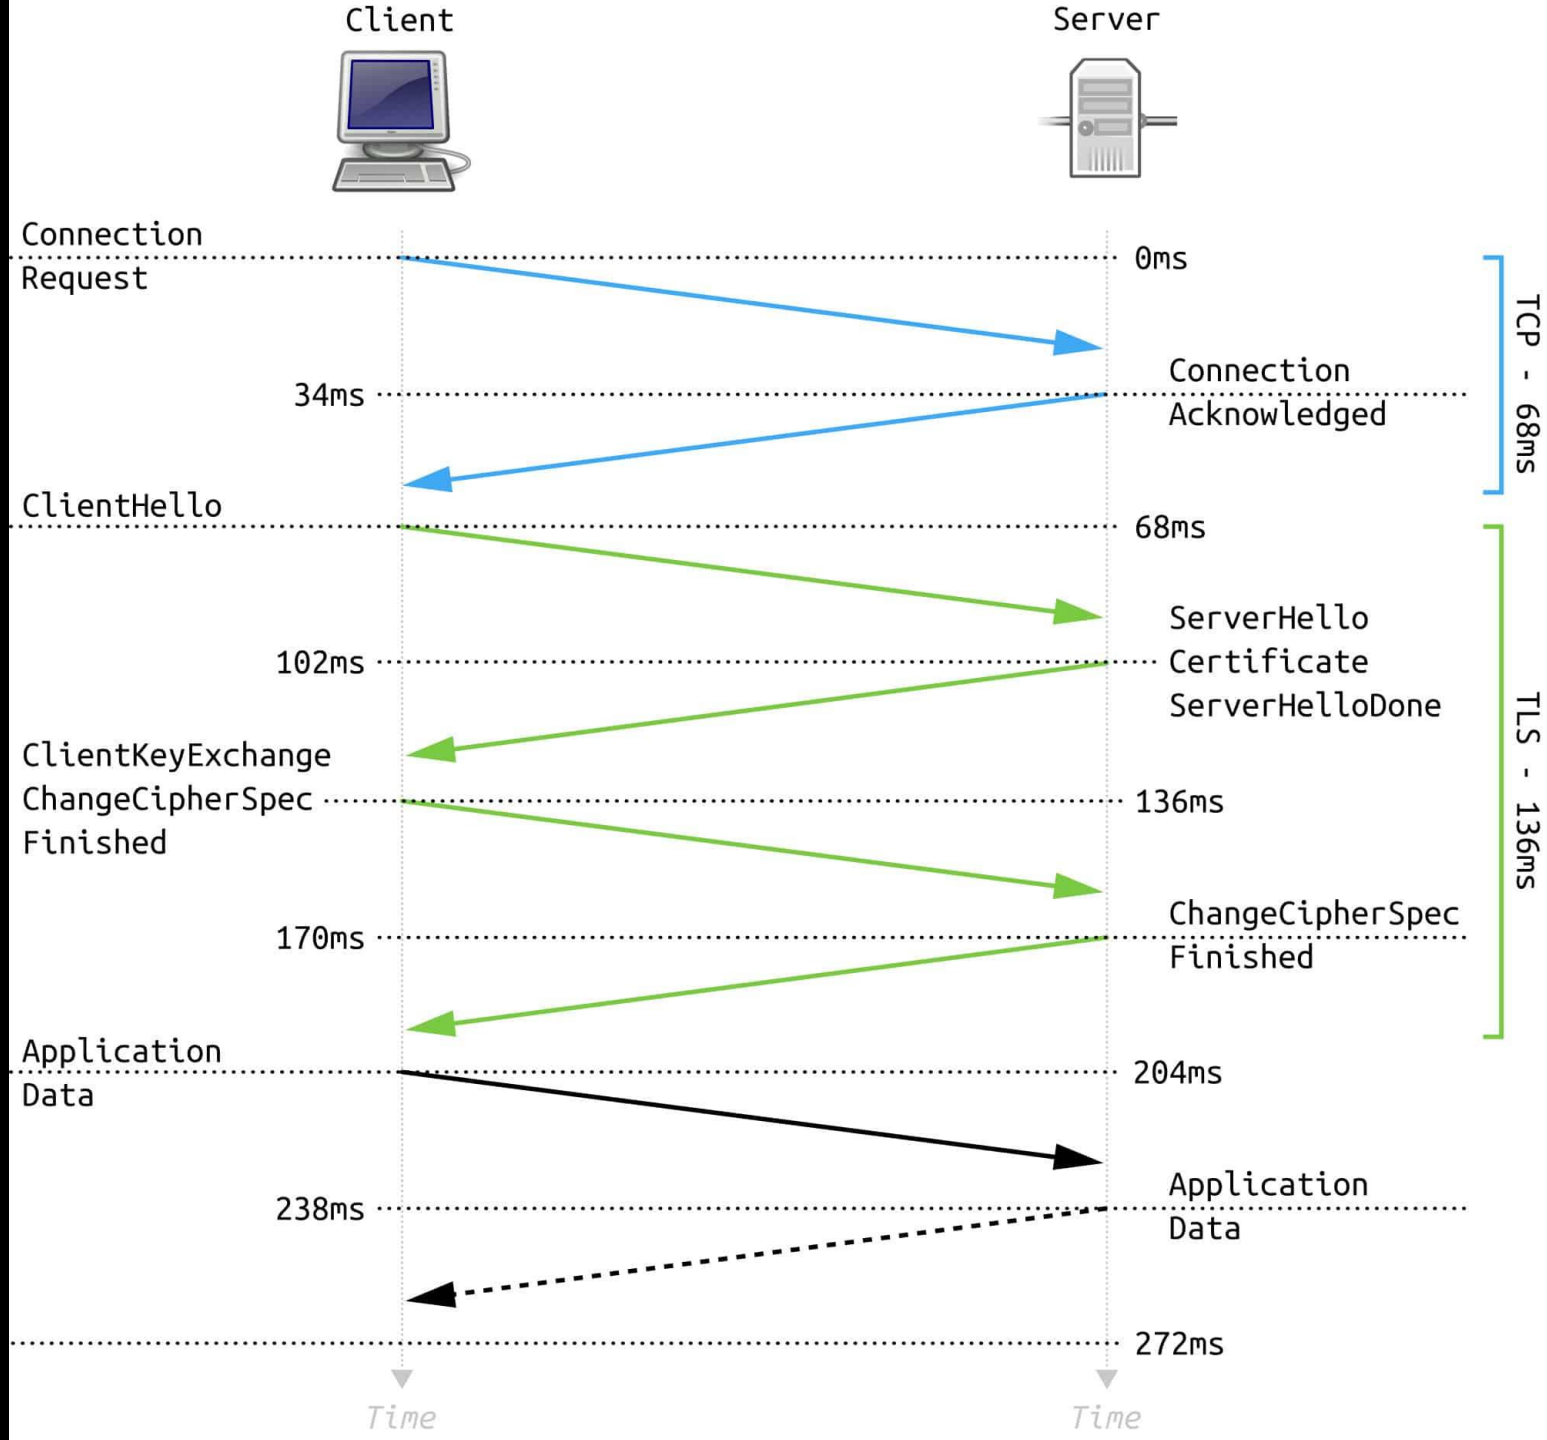 Client
Server
Connection
Request
0ms
Connection
Acknowledged
34ms
TCP - 68ms
ClientHello
68ms
ServerHello
102ms
Certificate
ServerHelloDone
ClientKeyExchange
ChangeCipherSpec
Finished
136ms
TLS - 136ms
ChangeCipherSpec
Finished
170ms
Application
Data
204ms
Application
Data
238ms
272ms
Time
Time